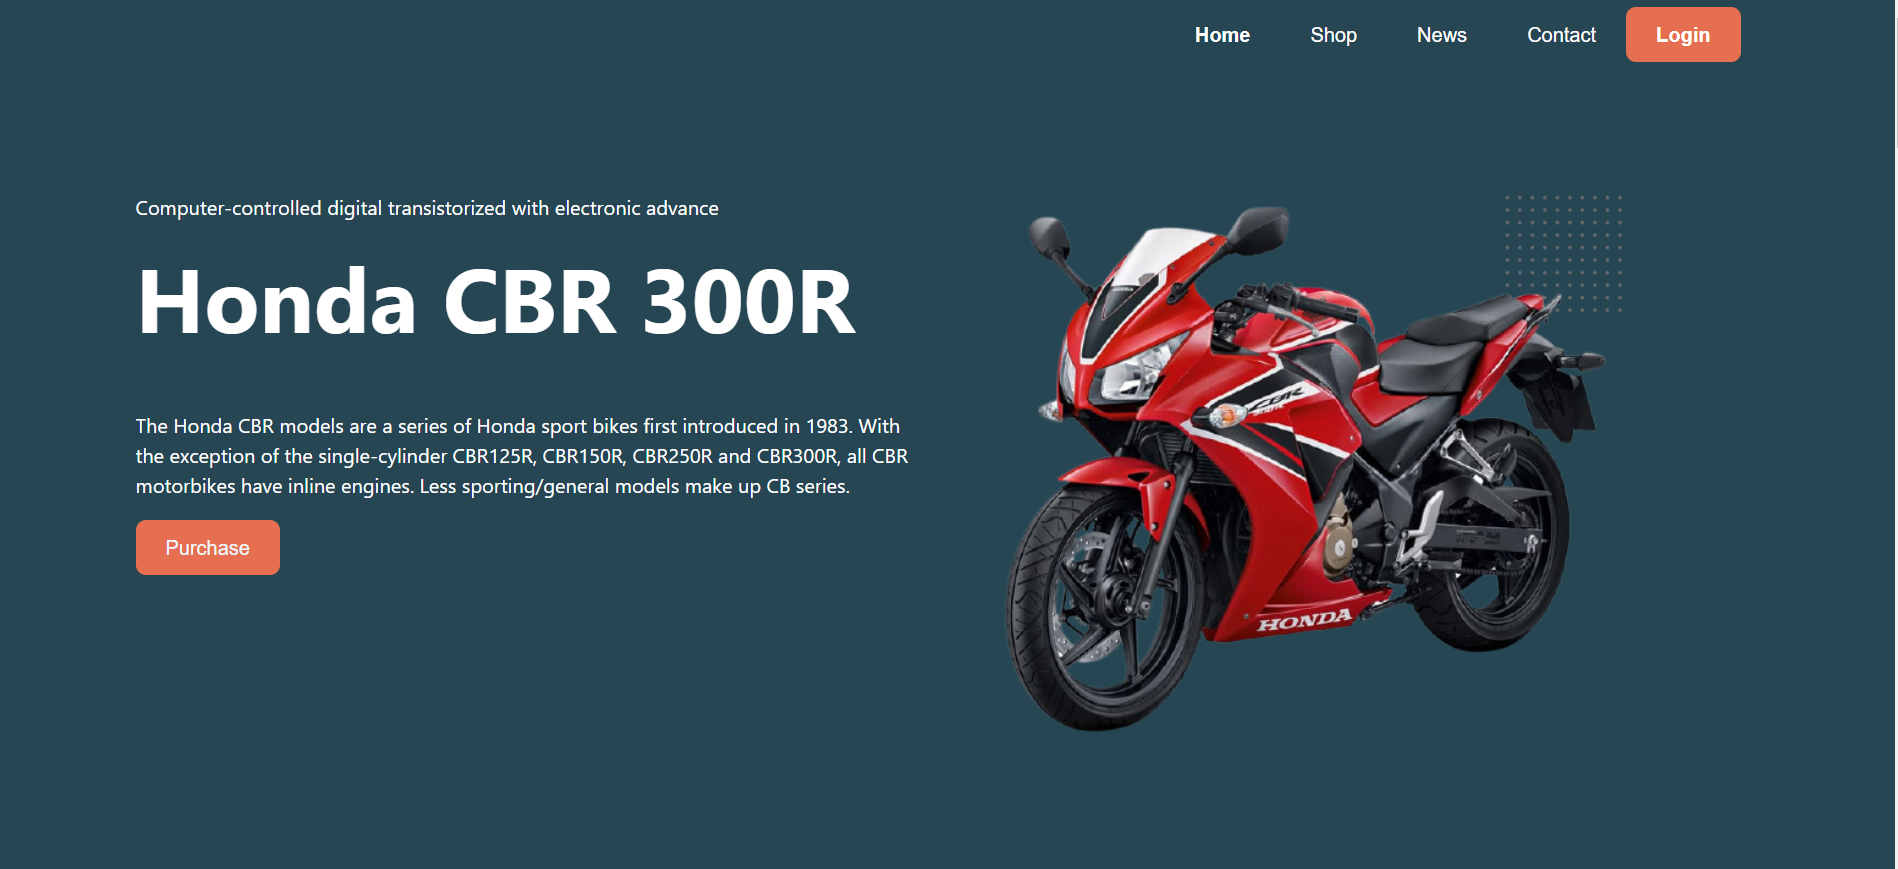 Home Shop News Contact Login
Computer-controlled digital transistorized with electronic advance
Honda CBR 300R
The Honda CBR models are a series of Honda sport bikes first introduced in 1983. With
the exception of the single-cylinder CBR125R, CBR150R, CBR250R and CBR300R, all CBR
motorbikes have inline engines. Less sporting/general models make up CB series.
Purchase
HONDA
CBR
HONDA